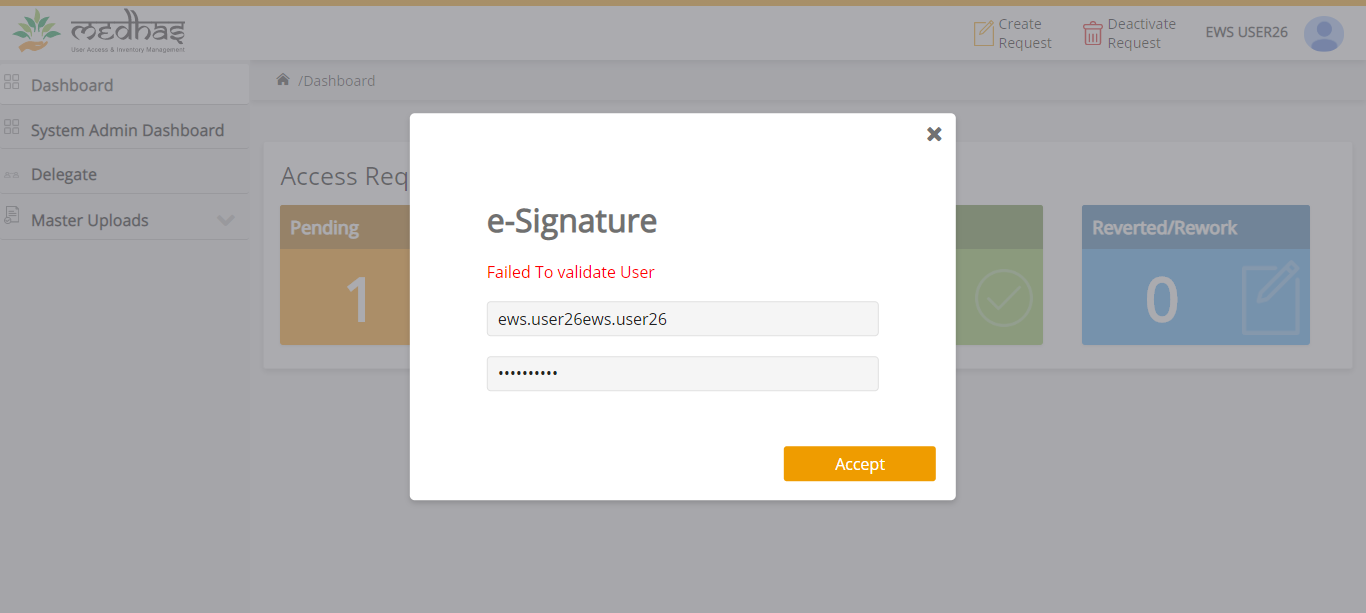 medhas
User Access & Inventory Management
Create
Request
Deactivate
Request
EWS USER26
Dashboard
System Admin Dashboard
Delegate
Master Uploads
/Dashboard
Access Req
Pending
1
Reverted/Rework
0
e-Signature
Failed To validate User
ews.user26ews.user26
••••••••••
Accept